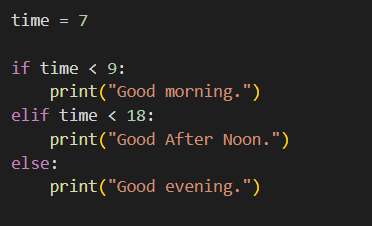 time = 7

if time < 9:
    print("Good morning.")
elif time < 18:
    print("Good After Noon.")
else:
    print("Good evening.")